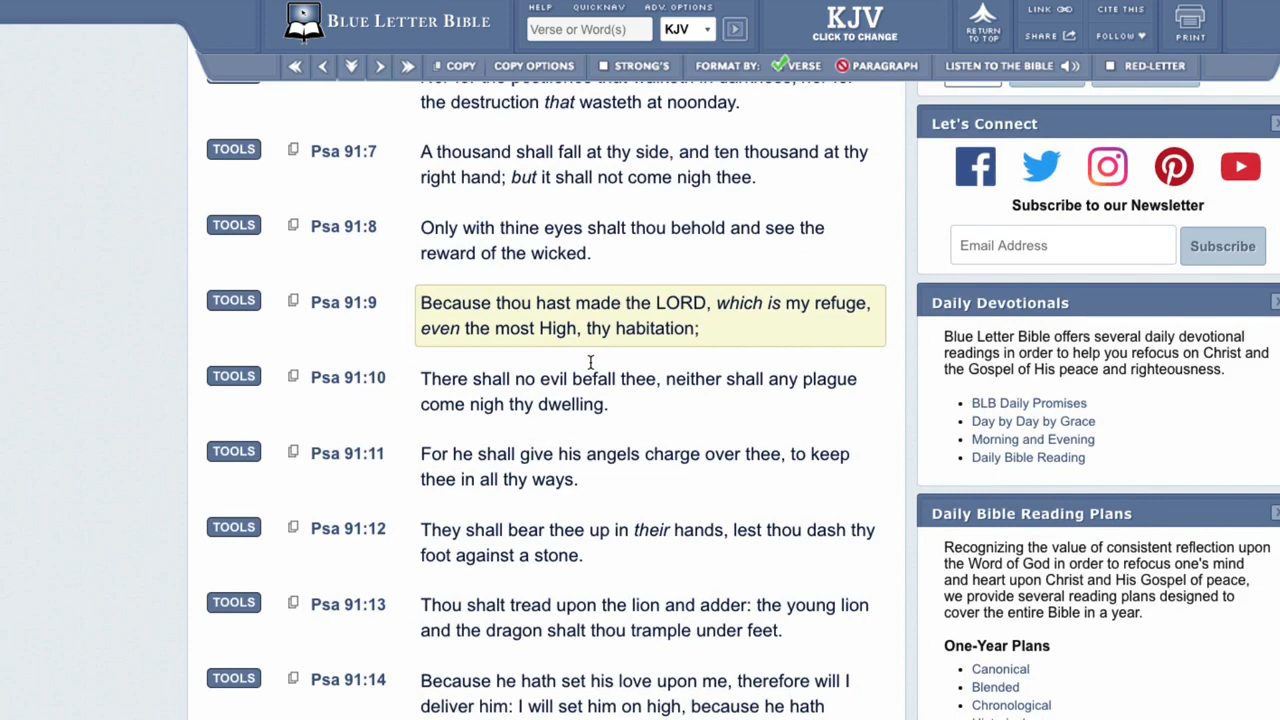 BLUE LETTER BIBLE
HELP QUICKNAV ADV. OPTIONS
Verse or Word(s)
KJV
KJV
CLICK TO CHANGE
RETURN
TO TOP
LINK
CITE THIS
SHARE
FOLLOW
PRINT
COPY
COPY OPTIONS
STRONG'S
FORMAT BY: VERSE PARAGRAPH
LISTEN TO THE BIBLE
RED-LETTER
the destruction that wasteth at noonday.
TOOLS Psa 91:7 A thousand shall fall at thy side, and ten thousand at thy
right hand; but it shall not come nigh thee.
TOOLS Psa 91:8 Only with thine eyes shalt thou behold and see the
reward of the wicked.
TOOLS Psa 91:9 Because thou hast made the LORD, which is my refuge,
even the most High, thy habitation;
TOOLS Psa 91:10 There shall no evil befall thee, neither shall any plague
come nigh thy dwelling.
TOOLS Psa 91:11 For he shall give his angels charge over thee, to keep
thee in all thy ways.
TOOLS Psa 91:12 They shall bear thee up in their hands, lest thou dash thy
foot against a stone.
TOOLS Psa 91:13 Thou shalt tread upon the lion and adder: the young lion
and the dragon shalt thou trample under feet.
TOOLS Psa 91:14 Because he hath set his love upon me, therefore will I
deliver him: I will set him on high, because he hath
Let's Connect
Subscribe to our Newsletter
Email Address
Subscribe
Daily Devotionals
Blue Letter Bible offers several daily devotional
readings in order to help you refocus on Christ and
the Gospel of His peace and righteousness.
BLB Daily Promises
Day by Day by Grace
Morning and Evening
Daily Bible Reading
Daily Bible Reading Plans
Recognizing the value of consistent reflection upon
the Word of God in order to refocus one's mind
and heart upon Christ and His Gospel of peace,
we provide several reading plans designed to
cover the entire Bible in a year.
One-Year Plans
Canonical
Blended
Chronological